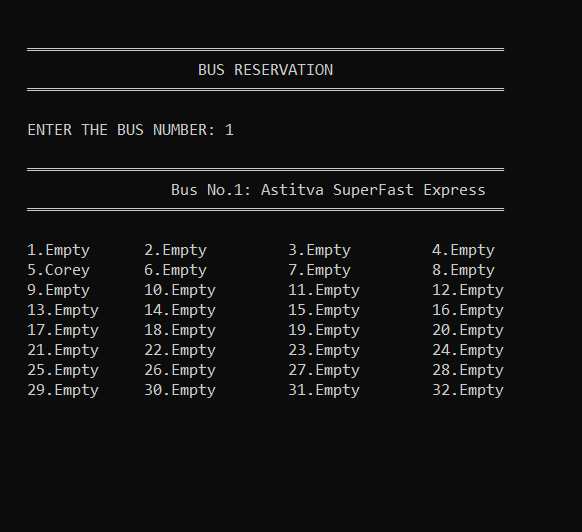 BUS RESERVATION
ENTER THE BUS NUMBER: 1
Bus No.1: Astitva SuperFast Express
1.Empty 2.Empty 3.Empty 4.Empty
5.Corey 6.Empty 7.Empty 8.Empty
9.Empty 10.Empty 11.Empty 12.Empty
13.Empty 14.Empty 15.Empty 16.Empty
17.Empty 18.Empty 19.Empty 20.Empty
21.Empty 22.Empty 23.Empty 24.Empty
25.Empty 26.Empty 27.Empty 28.Empty
29.Empty 30.Empty 31.Empty 32.Empty